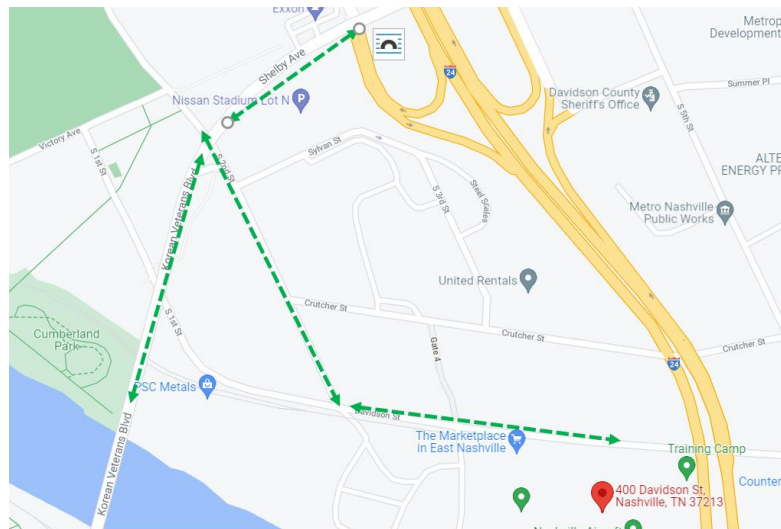 Exxon
Metrop
Development
Shelby Ave
24
Davidson County
Sheriff's Office
Summer Pl
Nissan Stadium Lot N
P
S 5th St
Victory Ave
S 1st St
S 2nd St
Sylvan St
ALTE
ENERGY PR
Korean Veterans Blvd
S 3rd St
Steel Scales
Metro Nashville
Public Works
United Rentals
Crutcher St
S 1st St
Cumberland
Park
Gate 4
Crutcher St
Crutcher St
24
PSC Metals
Davidson St
Korean Veterans Blvd
The Marketplace
in East Nashville
Training Camp
Counter
400 Davidson St,
Nashville, TN 37213